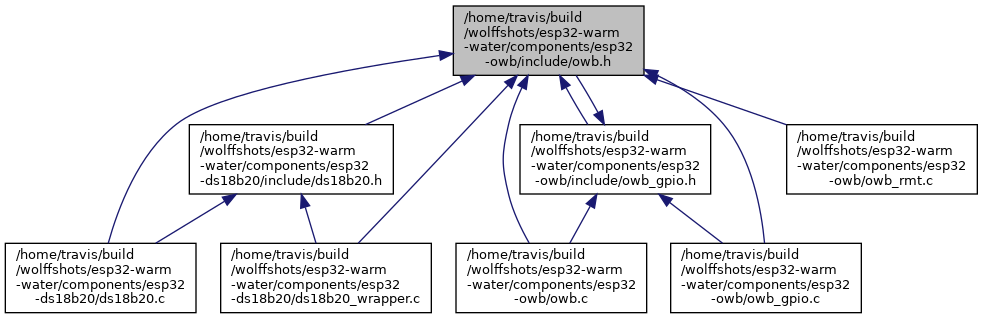 /home/travis/build
/wolffshots/esp32-warm
-water/components/esp32
-owb/include/owb.h
/home/travis/build
/wolffshots/esp32-warm
-water/components/esp32
-ds18b20/include/ds18b20.h
/home/travis/build
/wolffshots/esp32-warm
-water/components/esp32
-owb/include/owb_gpio.h
/home/travis/build
/wolffshots/esp32-warm
-water/components/esp32
-owb/owb_rmt.c
/home/travis/build
/wolffshots/esp32-warm
-water/components/esp32
-ds18b20/ds18b20.c
/home/travis/build
/wolffshots/esp32-warm
-water/components/esp32
-ds18b20/ds18b20_wrapper.c
/home/travis/build
/wolffshots/esp32-warm
-water/components/esp32
-owb/owb.c
/home/travis/build
/wolffshots/esp32-warm
-water/components/esp32
-owb/owb_gpio.c